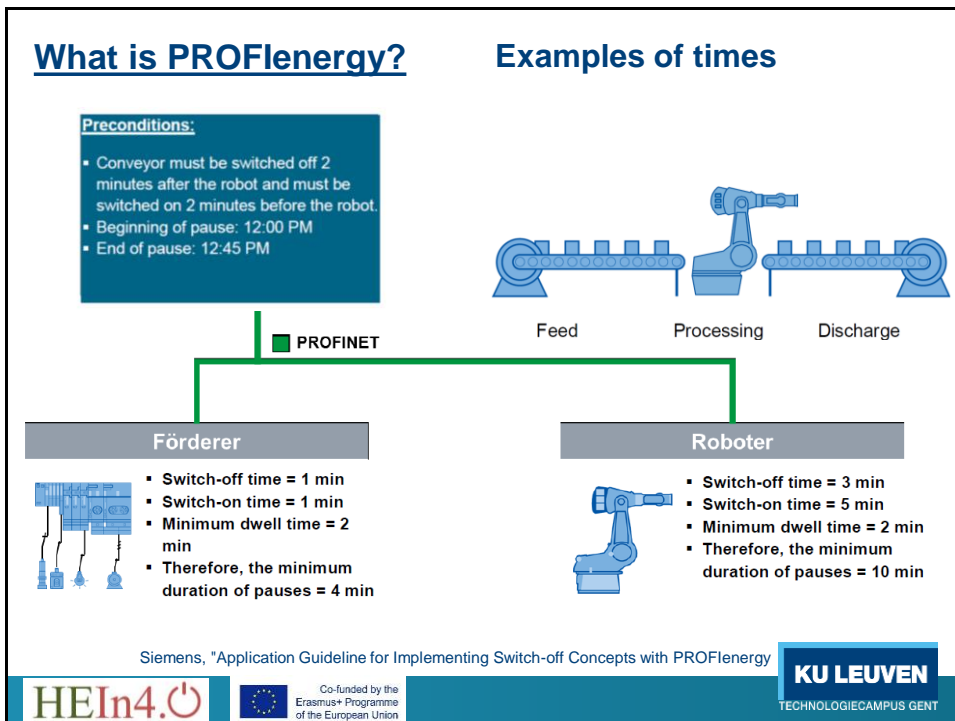 What is PROFIenergy?
Examples of times
Preconditions:
▪ Conveyor must be switched off 2
minutes after the robot and must be
switched on 2 minutes before the robot.
▪ Beginning of pause: 12:00 PM
▪ End of pause: 12:45 PM
Feed
Processing
Discharge
PROFINET
Förderer
▪ Switch-off time = 1 min
▪ Switch-on time = 1 min
▪ Minimum dwell time = 2
min
▪ Therefore, the minimum
duration of pauses = 4 min
Roboter
▪ Switch-off time = 3 min
▪ Switch-on time = 5 min
▪ Minimum dwell time = 2 min
▪ Therefore, the minimum
duration of pauses = 10 min
Siemens, "Application Guideline for Implementing Switch-off Concepts with PROFIenergy
HEIn4.
Co-funded by the
Erasmus+ Programme
of the European Union
KU LEUVEN
TECHNOLOGIECAMPUS GENT